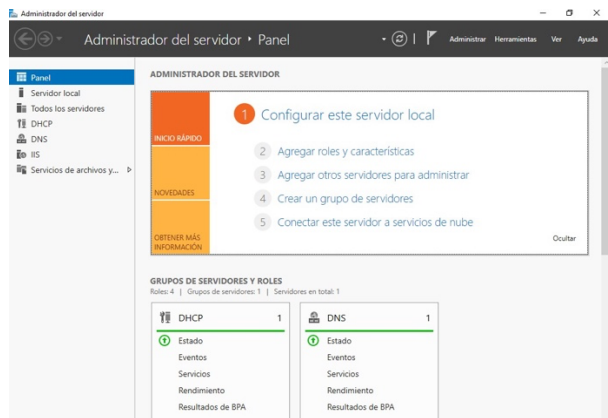 Administrador del servidor
Administrador del servidor ‣ Panel
Administrar Herramientas Ver Ayuda
Panel
Servidor local
Todos los servidores
DHCP
DNS
IIS
Servicios de archivos y...
ADMINISTRADOR DEL SERVIDOR
INICIO RÁPIDO
NOVEDADES
OBTENER MÁS
INFORMACIÓN
1 Configurar este servidor local
2 Agregar roles y características
3 Agregar otros servidores para administrar
4 Crear un grupo de servidores
5 Conectar este servidor a servicios de nube
Ocultar
GRUPOS DE SERVIDORES Y ROLES
Roles: 4 | Grupos de servidores: 1 | Servidores en total: 1
DHCP 1
Estado
Eventos
Servicios
Rendimiento
Resultados de BPA
DNS 1
Estado
Eventos
Servicios
Rendimiento
Resultados de BPA